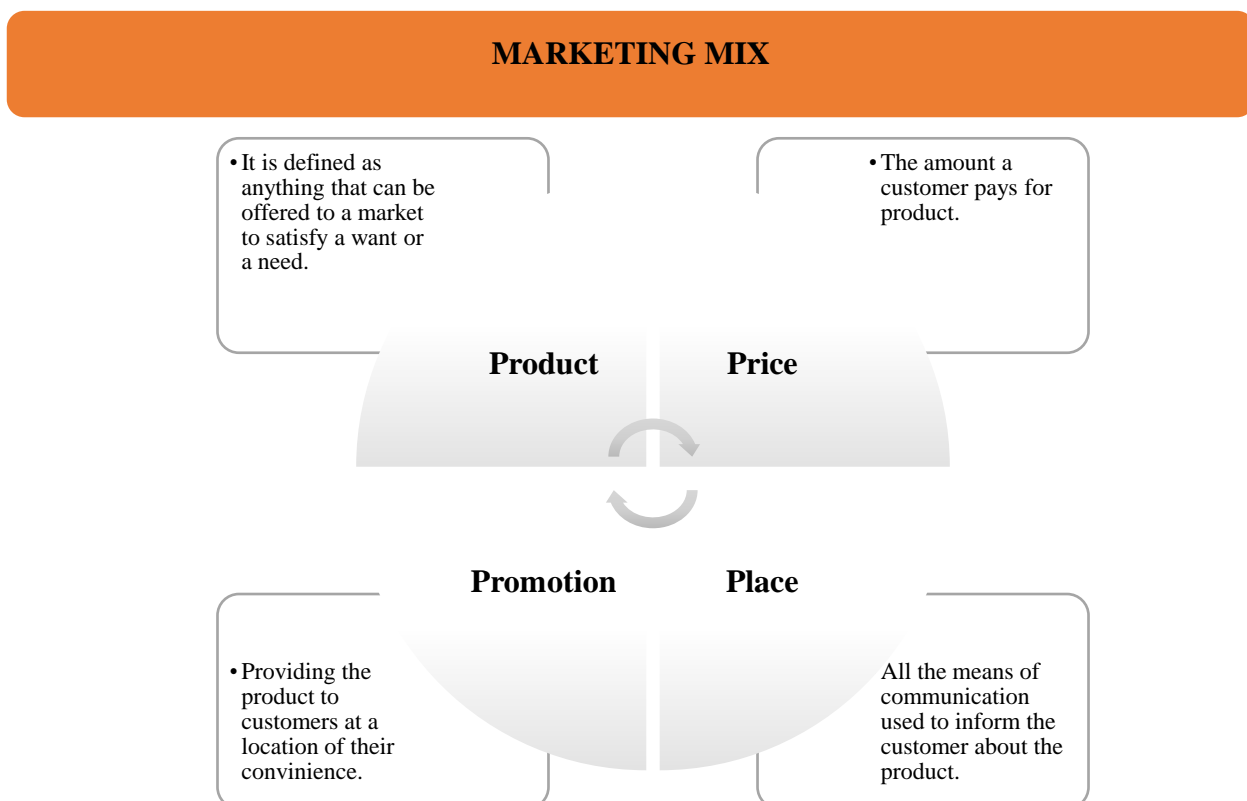 MARKETING MIX
• It is defined as
anything that can be
offered to a market
to satisfy a want or
a need.
• The amount a
customer pays for
product.
Product
Price
Promotion
Place
• Providing the
product to
customers at a
location of their
convinience.
All the means of
communication
used to inform the
customer about the
product.